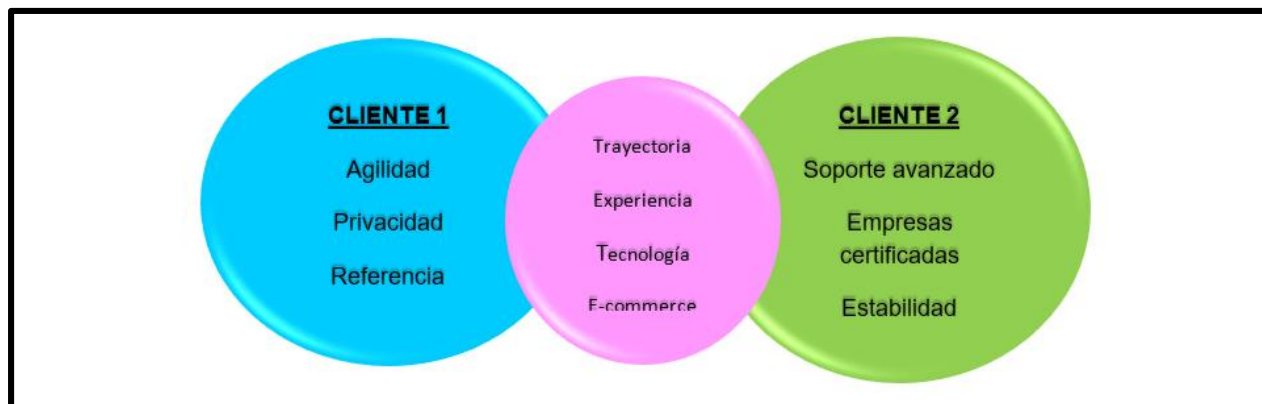 CLIENTE 1
Agilidad
Privacidad
Referencia
Trayectoria
Experiencia
Tecnología
E-commerce
CLIENTE 2
Soporte avanzado
Empresas
certificadas
Estabilidad